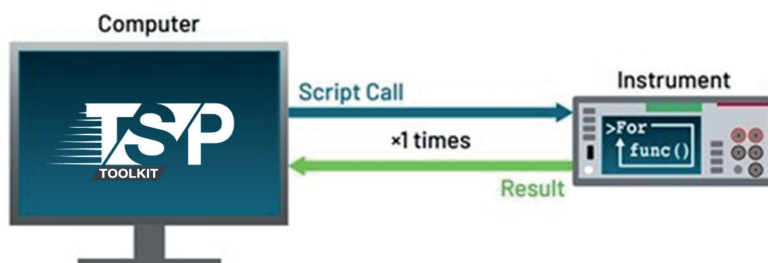 Computer
TSP
TOOLKIT
Script Call
×1 times
Result
Instrument
>For
func()